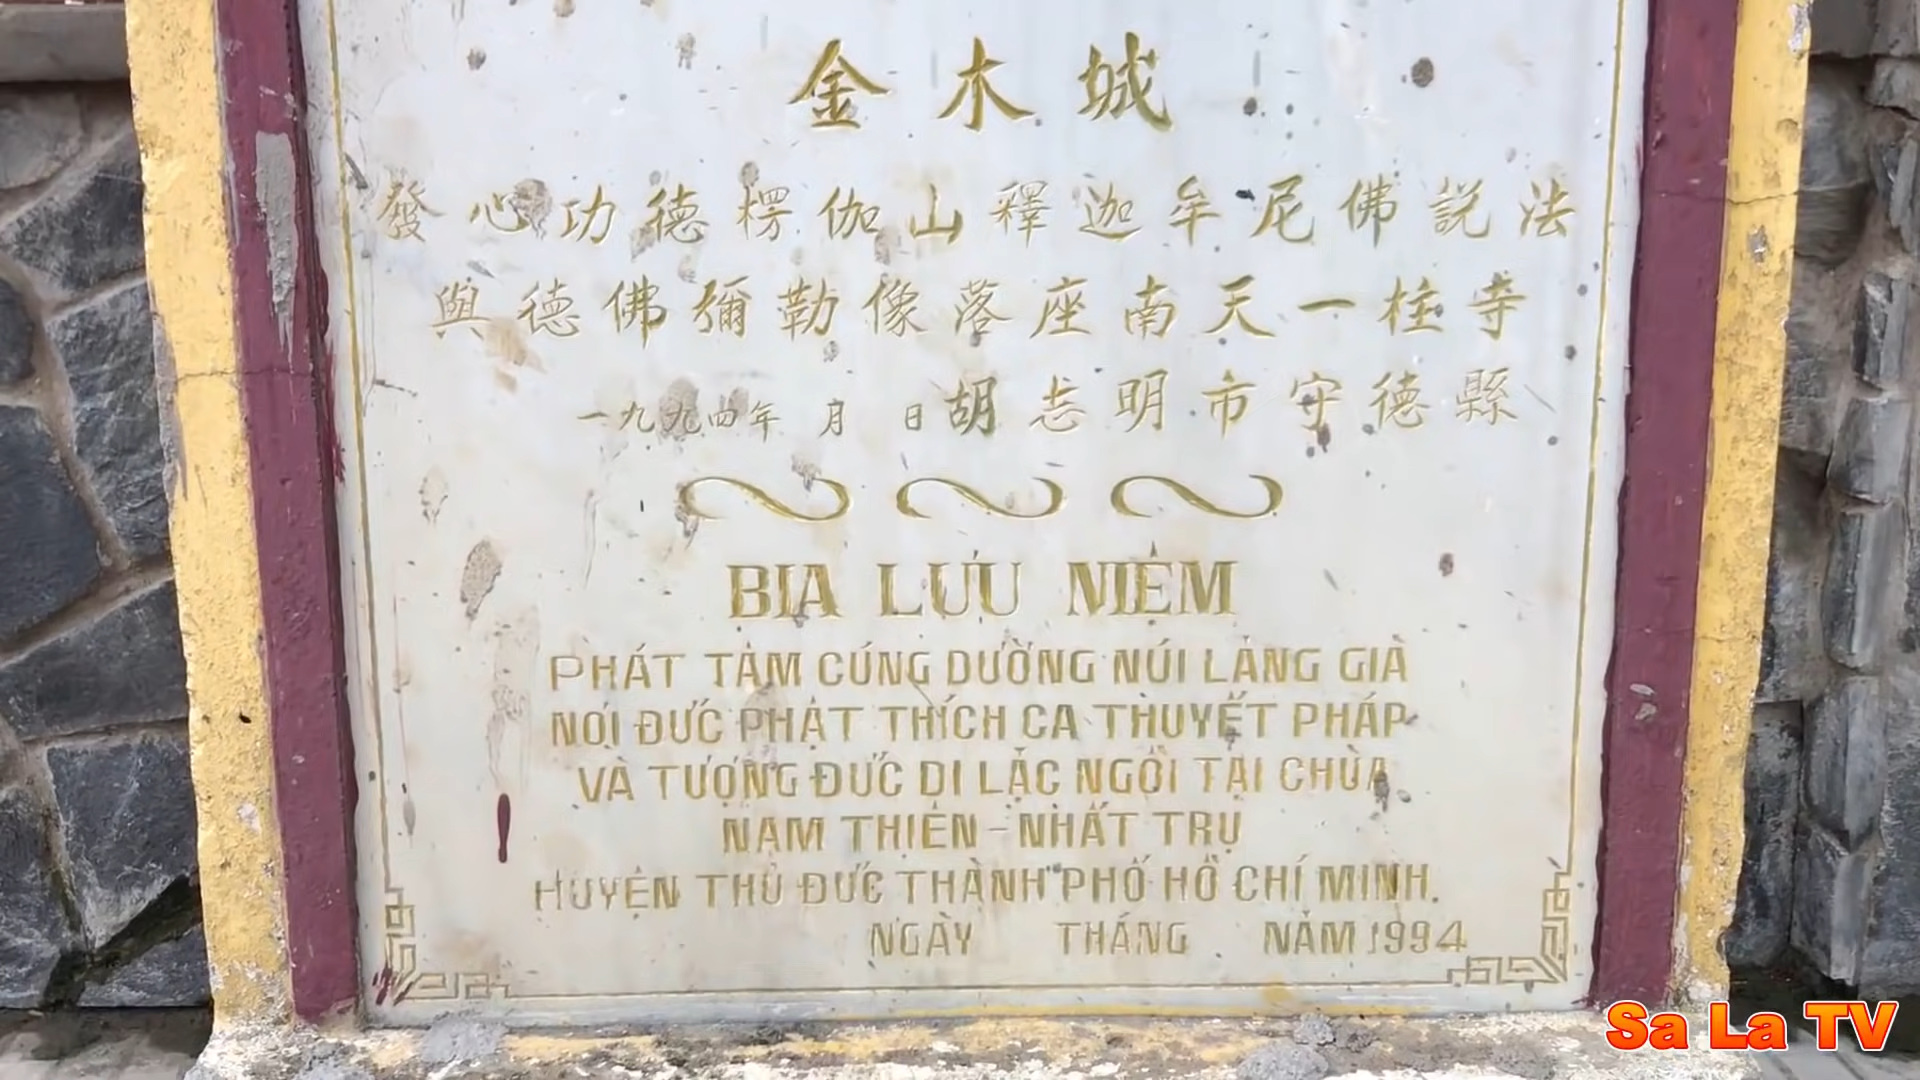 金木城
發心功德楞伽山釋迦牟尼佛説法
與德佛彌勒像落座南天一柱寺
一九九四年 月 日胡志明市守德縣
BIA LƯU NIỆM
PHÁT TÂM CÚNG DƯỜNG NÚI LĂNG GIÀ
NƠI ĐỨC PHẬT THÍCH CA THUYẾT PHÁP
VÀ TƯỢNG ĐỨC DI LẶC NGỒI TẠI CHÙA
NAM THIÊN - NHẤT TRỤ
HUYỆN THỦ ĐỨC THÀNH PHỐ HỒ CHÍ MINH.
NGÀY THÁNG NĂM 1994
Sa La TV